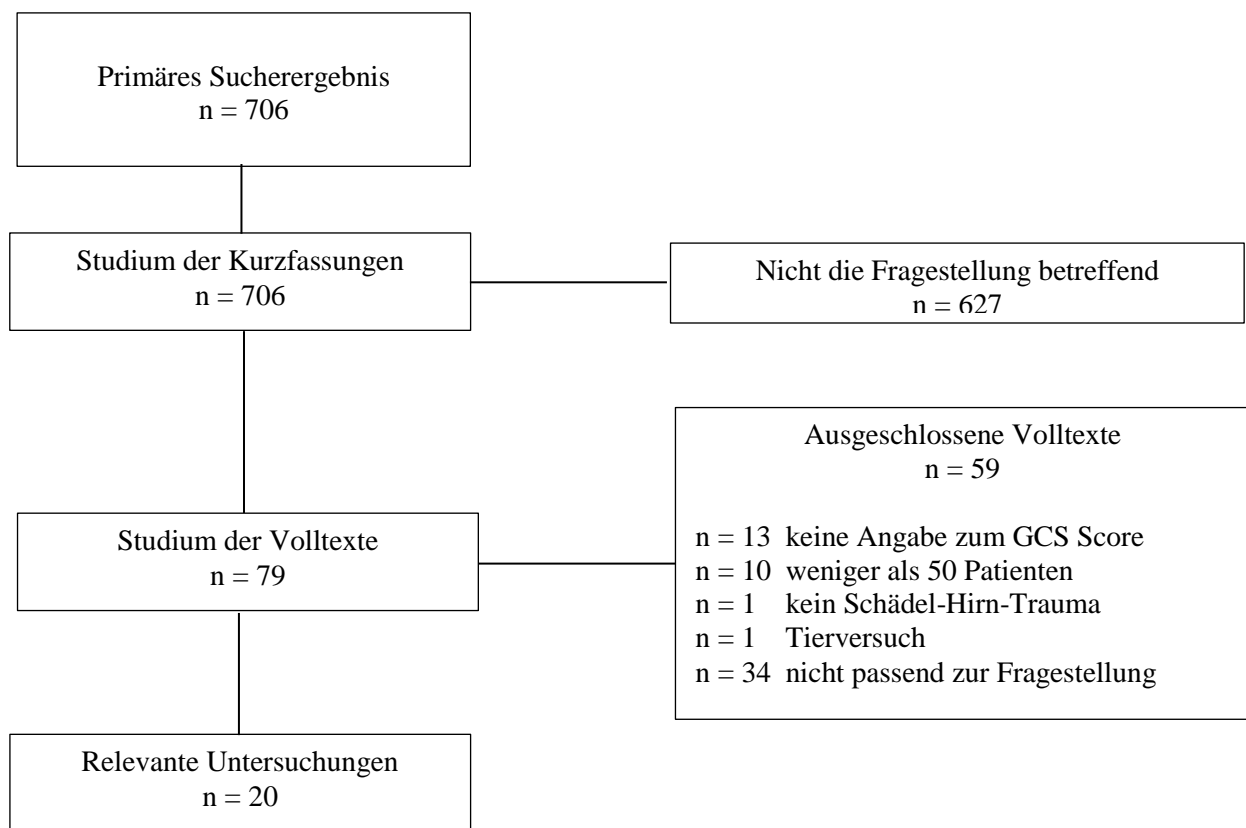 Primäres Sucherergebnis
n = 706
Studium der Kurzfassungen
n = 706
Nicht die Fragestellung betreffend
n = 627
Ausgeschlossene Volltexte
n = 59
n = 13 keine Angabe zum GCS Score
n = 10 weniger als 50 Patienten
n = 1 kein Schädel-Hirn-Trauma
n = 1 Tierversuch
n = 34 nicht passend zur Fragestellung
Studium der Volltexte
n = 79
Relevante Untersuchungen
n = 20